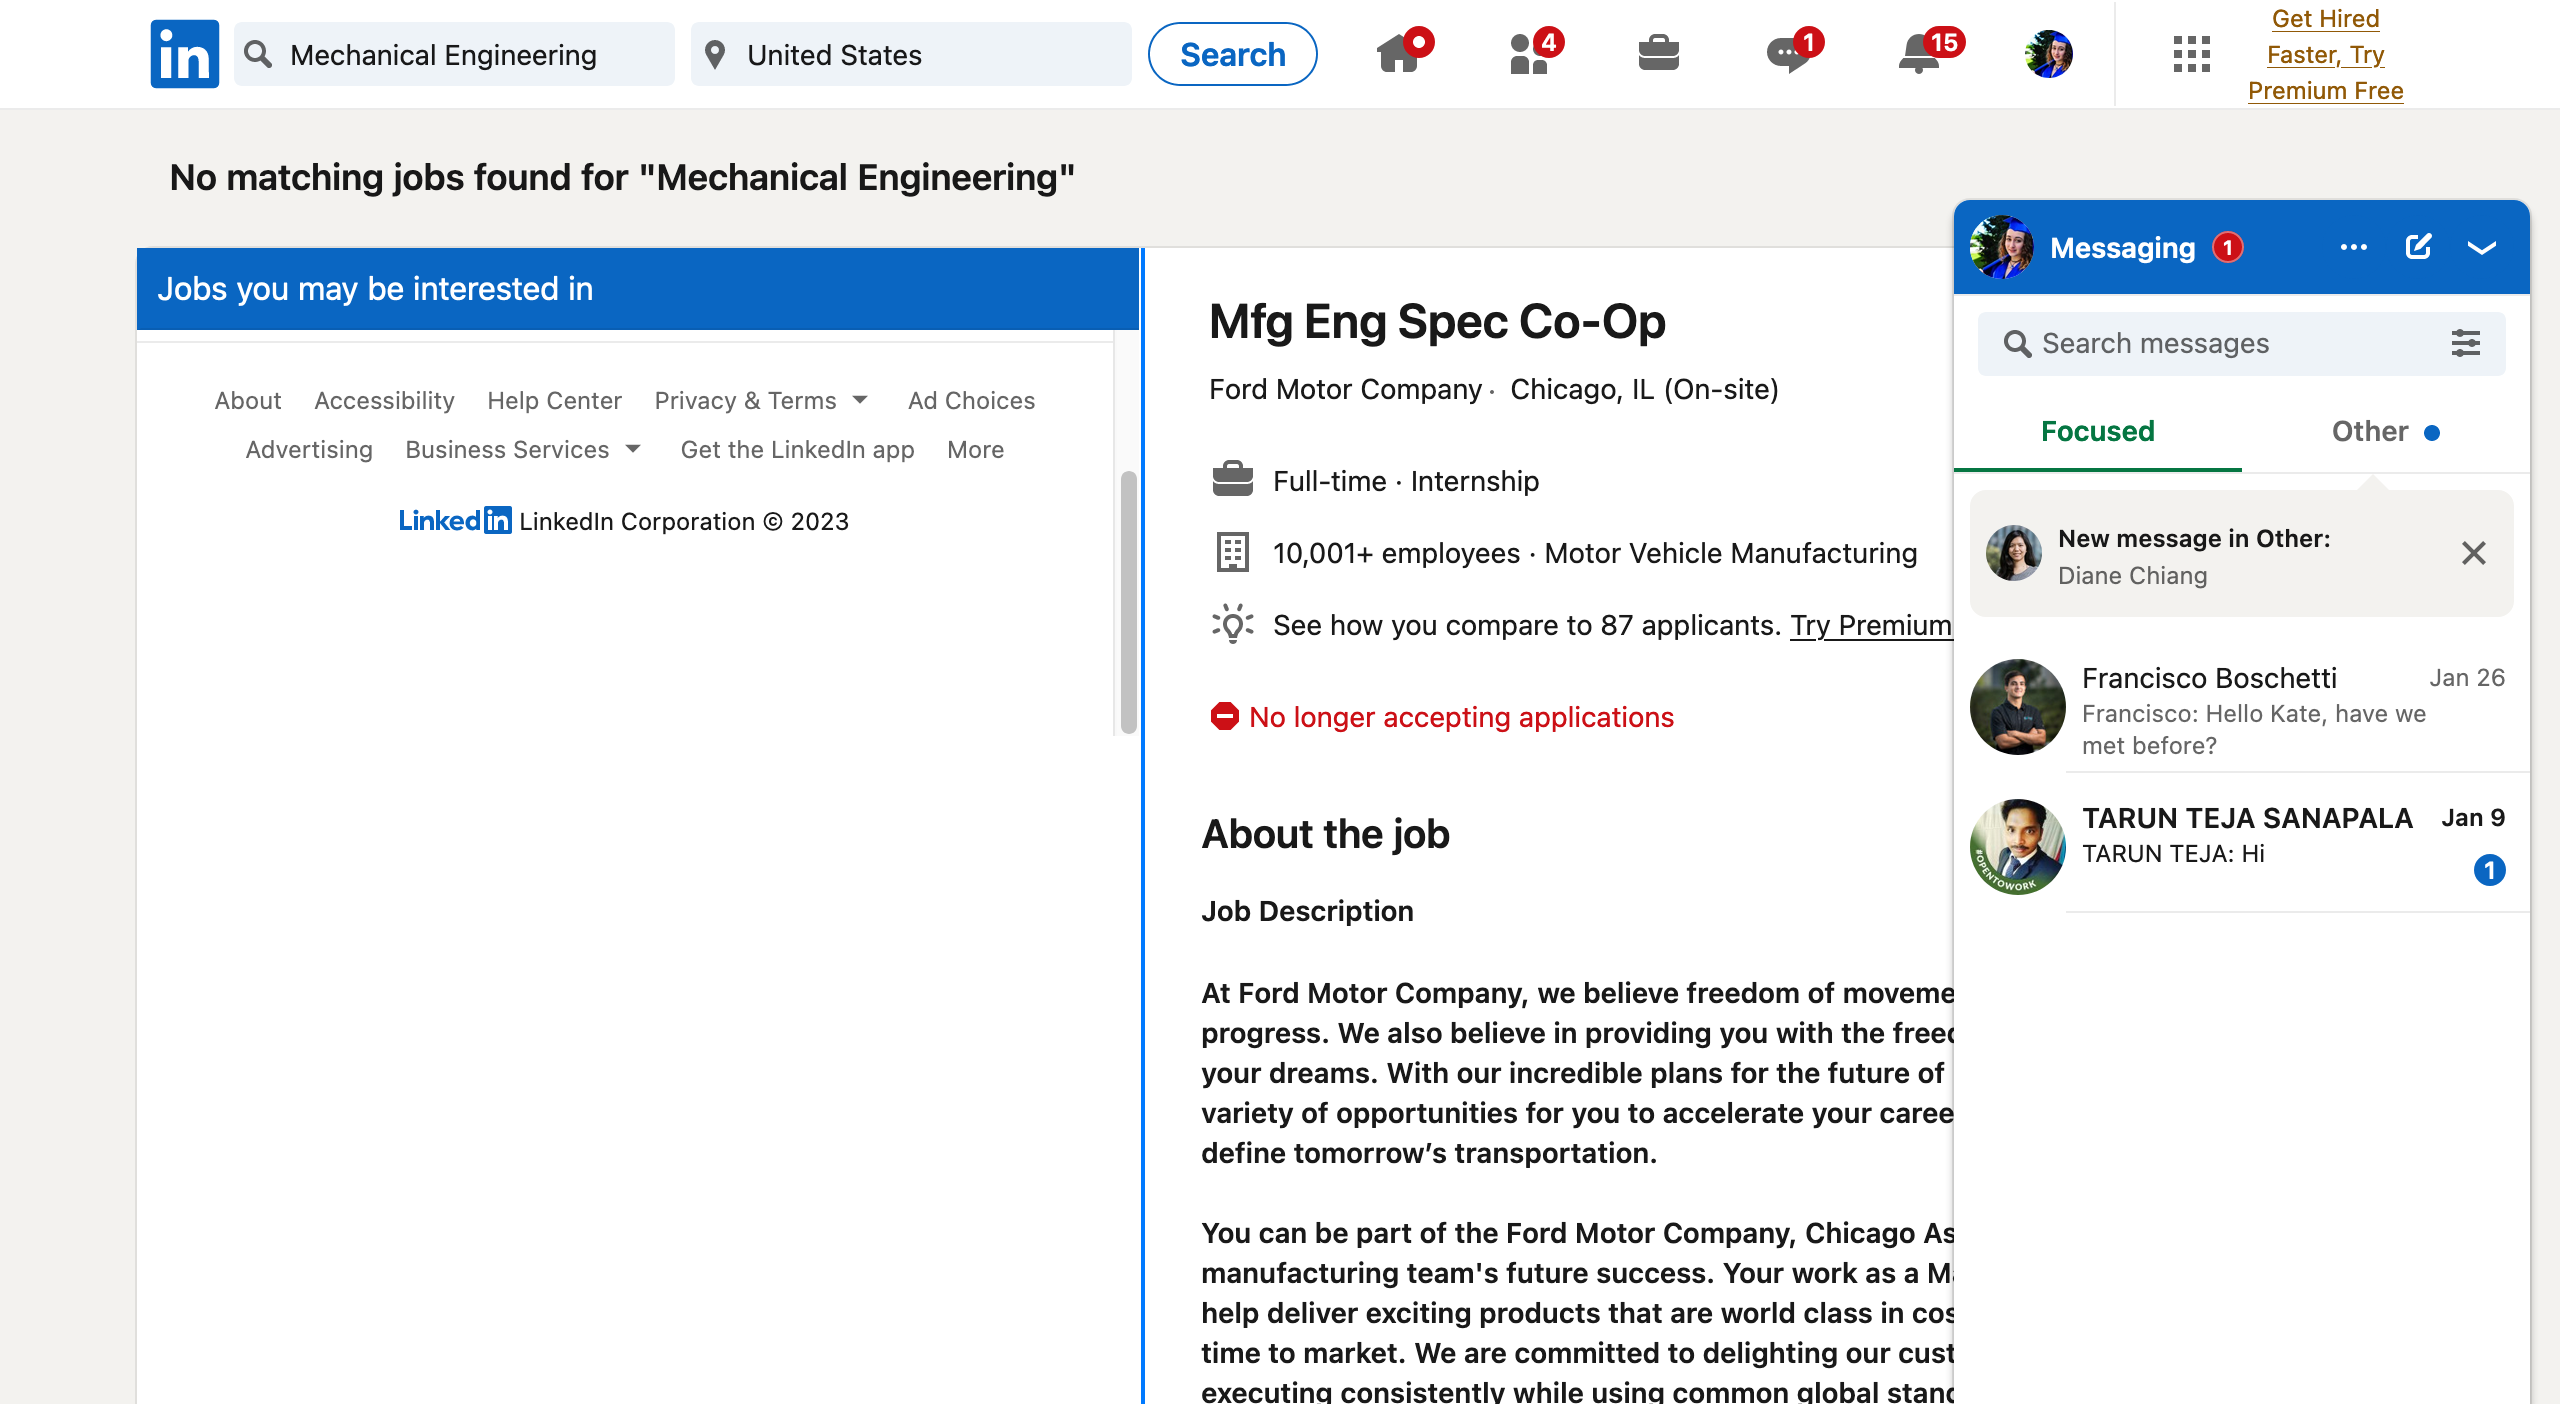 in
Mechanical Engineering
United States
Search
4
1
15
Get Hired
Faster, Try
Premium Free
No matching jobs found for "Mechanical Engineering"
Jobs you may be interested in
About Accessibility Help Center Privacy & Terms Ad Choices
Advertising Business Services Get the LinkedIn app More
Linked in LinkedIn Corporation © 2023
Mfg Eng Spec Co-Op
Ford Motor Company · Chicago, IL (On-site)
Full-time · Internship
10,001+ employees · Motor Vehicle Manufacturing
See how you compare to 87 applicants. Try Premium
No longer accepting applications
About the job
Job Description
At Ford Motor Company, we believe freedom of
progress. We also believe in providing you with the
your dreams. With our incredible plans for the future of
variety of opportunities for you to accelerate your
define tomorrow’s transportation.
You can be part of the Ford Motor Company, Chicago
manufacturing team's future success. Your work as a
help deliver exciting products that are world class in
time to market. We are committed to delighting our
executing consistently while using common global
Messaging 1
Search messages
Focused
Other
New message in Other:
Diane Chiang
Francisco Boschetti Jan 26
Francisco: Hello Kate, have we
met before?
TARUN TEJA SANAPALA Jan 9
TARUN TEJA: Hi
1
#OPENTOWORK